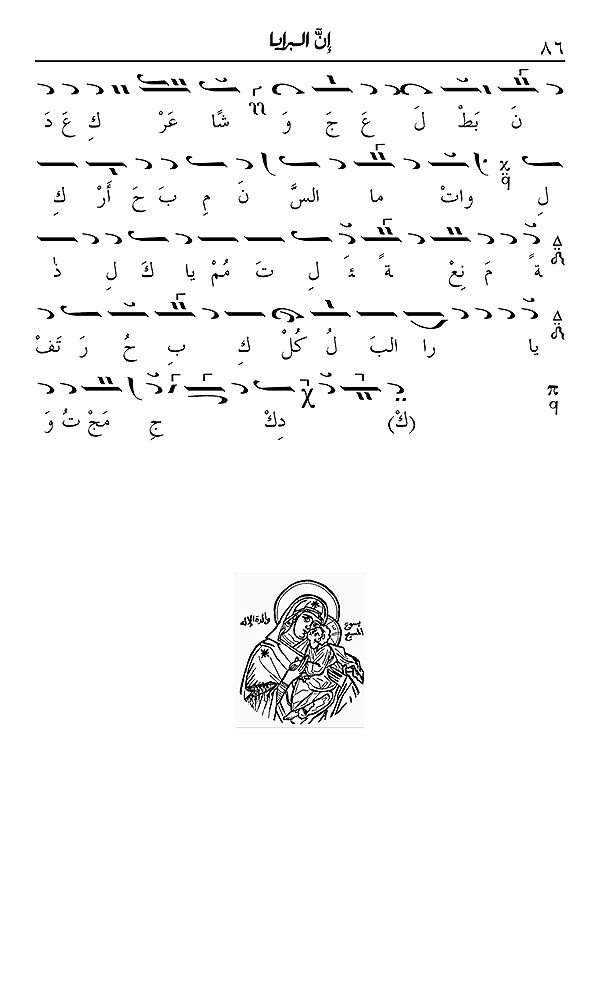 ٨٦ إنَّ البرايا
دَ عَ كِ عَرْ شًا وَ جَ عَ لَ بَطْ نَ
كِ أَرْ حَ بَ مِ نَ السَّ ما واتْ لِ
ذٰ لِ كَ يا مُمْ تَ لِ ئَـ ةً نِعْ مَ ةً
تَفْ رَ حُ بِ كِ كُلْ لُ البَ را يا
وَ تُ مَجْ جِ دِكْ (كْ)
والدة الإله
يسوع
المسيح